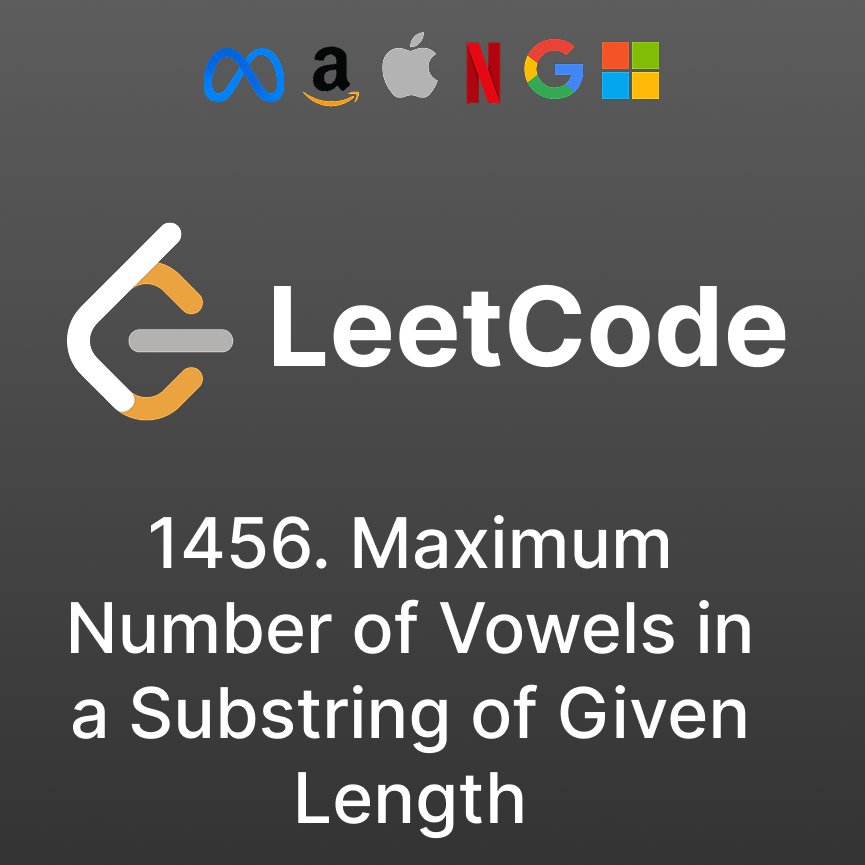 LeetCode
1456. Maximum
Number of Vowels in
a Substring of Given
Length